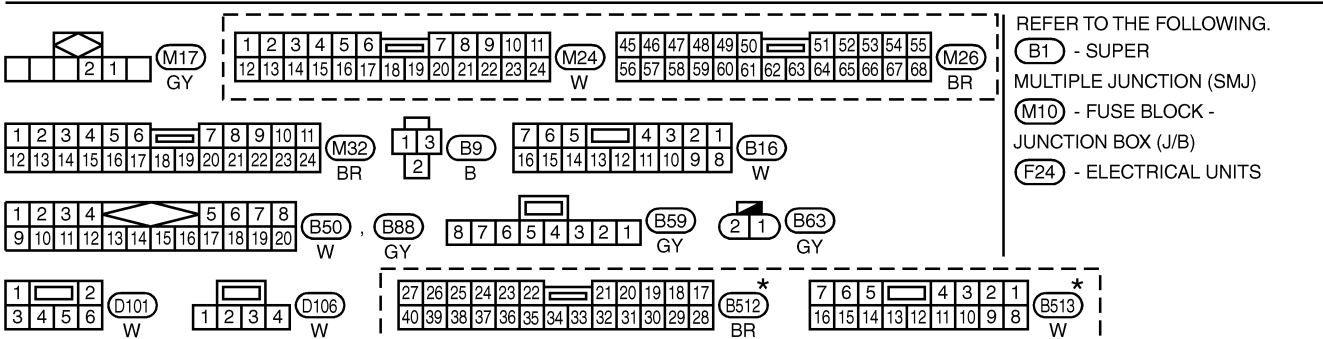 2 1 M17
GY
1 2 3 4 5 6 7 8 9 10 11
12 13 14 15 16 17 18 19 20 21 22 23 24
M24
W
45 46 47 48 49 50 51 52 53 54 55
56 57 58 59 60 61 62 63 64 65 66 67 68
M26
BR
REFER TO THE FOLLOWING.
B1 - SUPER
MULTIPLE JUNCTION (SMJ)
M10 - FUSE BLOCK -
JUNCTION BOX (J/B)
F24 - ELECTRICAL UNITS
1 2 3 4 5 6 7 8 9 10 11
12 13 14 15 16 17 18 19 20 21 22 23 24
M32
BR
1 3
2
B9
B
7 6 5 4 3 2 1
16 15 14 13 12 11 10 9 8
B16
W
1 2 3 4 5 6 7 8
9 10 11 12 13 14 15 16 17 18 19 20
B50 , B88
W GY
8 7 6 5 4 3 2 1
B59
GY
2 1
B63
GY
1 2
3 4 5 6
D101
W
1 2 3 4
D106
W
27 26 25 24 23 22 21 20 19 18 17
40 39 38 37 36 35 34 33 32 31 30 29 28
*
B512
BR
7 6 5 4 3 2 1
16 15 14 13 12 11 10 9 8
*
B513
W